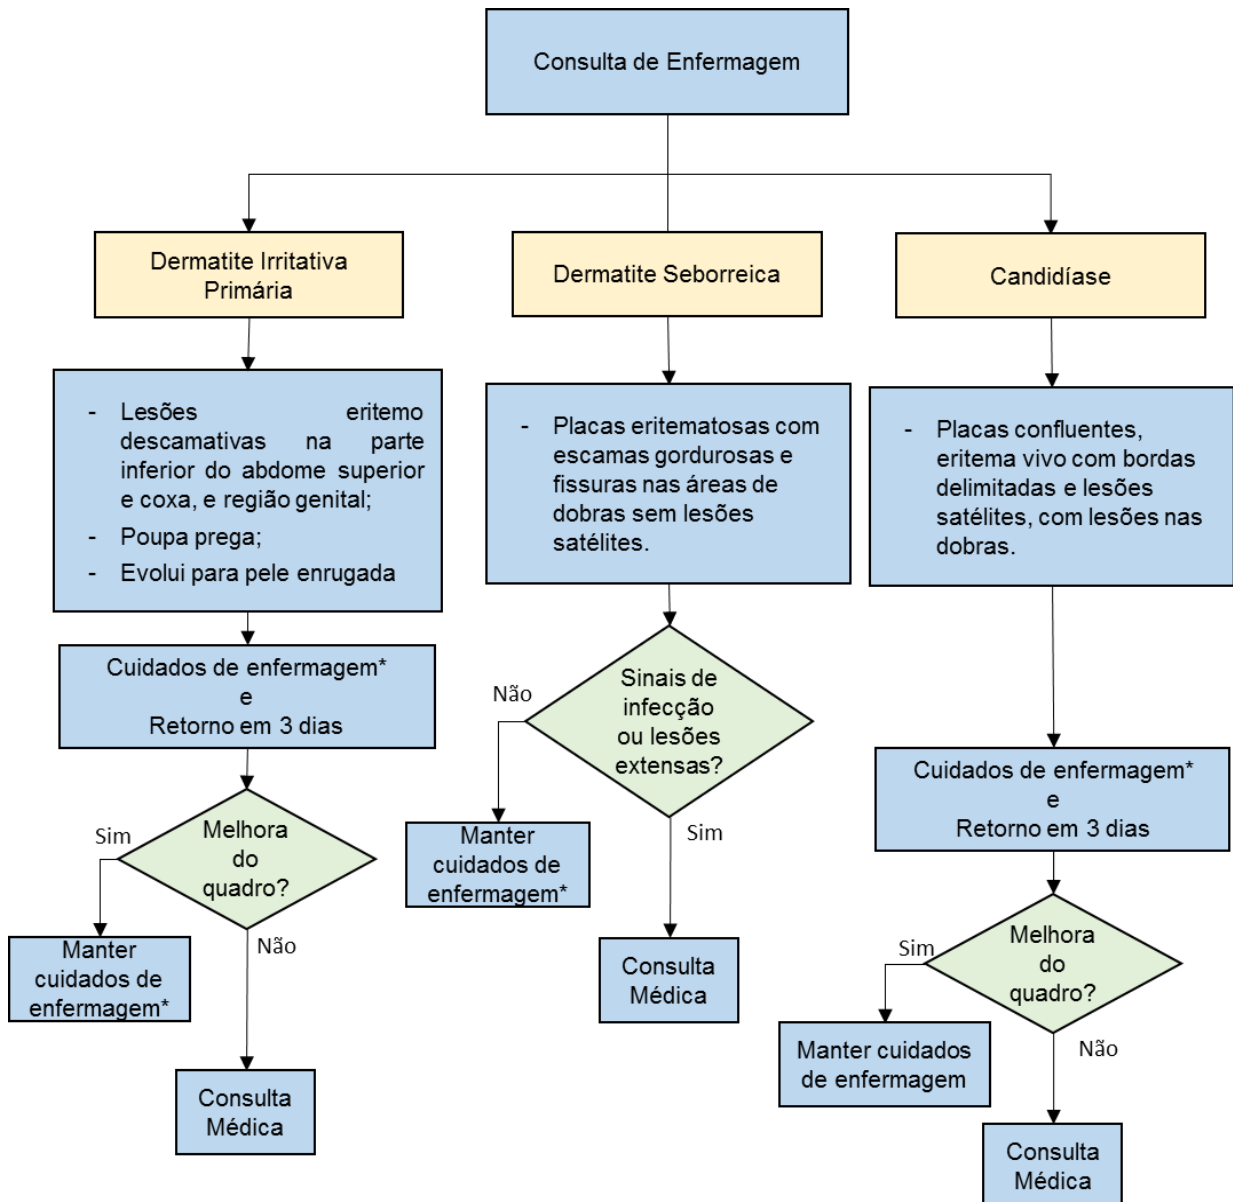 Consulta de Enfermagem
Dermatite Irritativa
Primária
Dermatite Seborreica
Candidíase
- Lesões eritemo
descamativas na parte
inferior do abdome superior
e coxa, e região genital;
- Poupa prega;
- Evolui para pele enrugada
- Placas eritematosas com
escamas gordurosas e
fissuras nas áreas de
dobras sem lesões
satélites.
- Placas confluentes,
eritema vivo com bordas
delimitadas e lesões
satélites, com lesões nas
dobras.
Cuidados de enfermagem*
e
Retorno em 3 dias
Não
Sinais de
infecção
ou lesões
extensas?
Cuidados de enfermagem*
e
Retorno em 3 dias
Sim
Melhora
do
quadro?
Manter
cuidados de
enfermagem*
Sim
Manter
cuidados de
enfermagem*
Não
Consulta
Médica
Sim
Melhora
do
quadro?
Consulta
Médica
Manter cuidados
de enfermagem
Não
Consulta
Médica